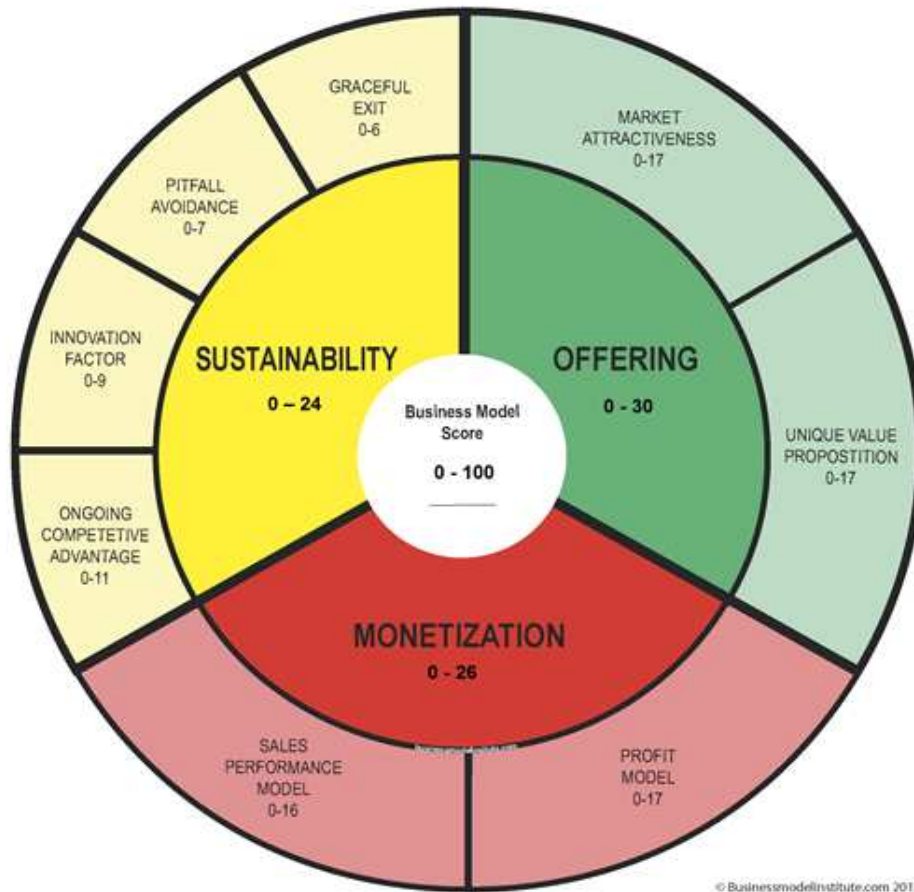 GRACEFUL
EXIT
0-6
MARKET
ATTRACTIVENESS
0-17
PITFALL
AVOIDANCE
0-7
INNOVATION
FACTOR
0-9
SUSTAINABILITY
0 – 24
OFFERING
0 - 30
Business Model
Score
0 - 100
UNIQUE VALUE
PROPOSTITION
0-17
ONGOING
COMPETETIVE
ADVANTAGE
0-11
MONETIZATION
0 - 26
SALES
PERFORMANCE
MODEL
0-16
PROFIT
MODEL
0-17
© Businessmodelinstitute.com